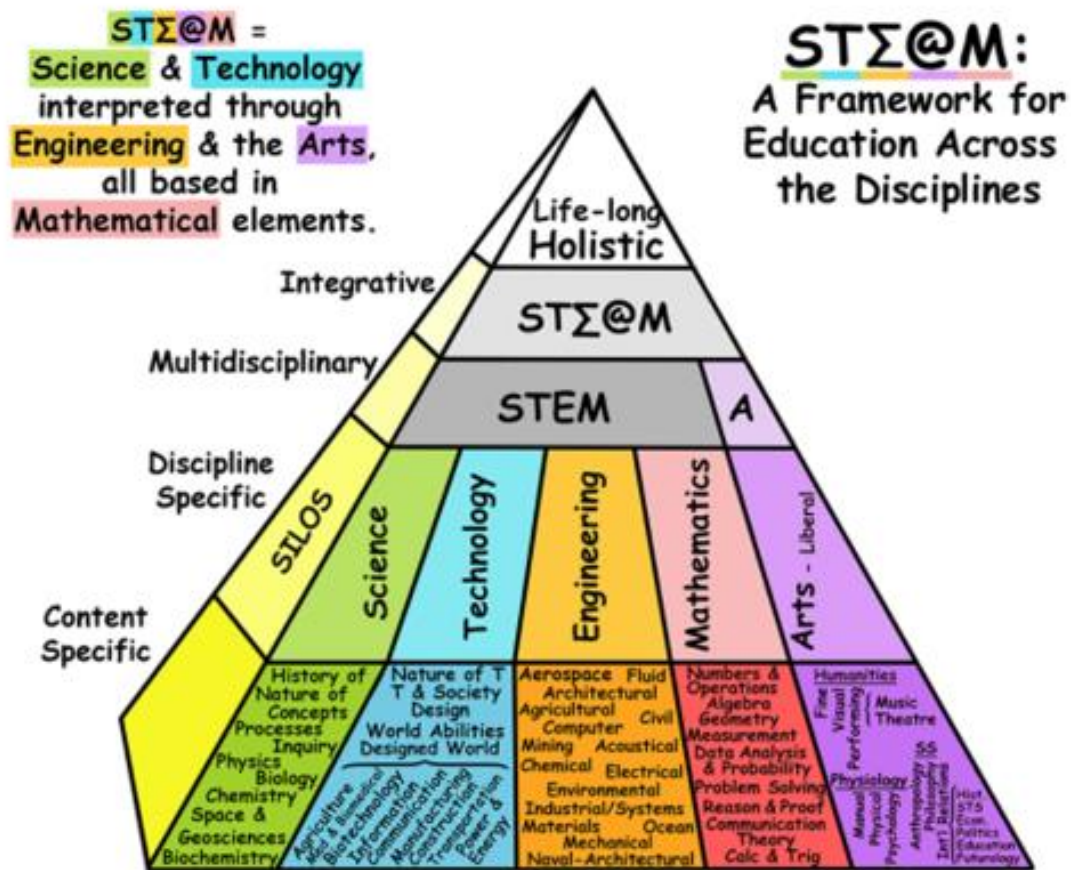 STΣ@M =
Science & Technology
interpreted through
Engineering & the Arts,
all based in
Mathematical elements.
STΣ@M:
A Framework for
Education Across
the Disciplines
Life-long
Holistic
Integrative
STΣ@M
Multidisciplinary
STEM
A
Discipline
Specific
SILOS
Science
Technology
Engineering
Mathematics
Arts - Liberal
Content
Specific
History of
Nature of
Concepts
Processes
Inquiry
Physics
Biology
Chemistry
Space &
Geosciences
Biochemistry
Nature of T
T & Society
Design
World Abilities
Designed World
Agriculture
Med & Biomedical
Biotechnology
Information
Communication
Manufacturing
Construction
Transportation
Power &
Energy
Aerospace Fluid
Architectural
Agricultural Civil
Computer
Mining Acoustical
Chemical Electrical
Environmental
Industrial/Systems
Materials Ocean
Mechanical
Naval-Architectural
Numbers &
Operations
Algebra
Geometry
Measurement
Data Analysis
& Probability
Problem Solving
Reason & Proof
Communication
Theory
Calc & Trig
Humanities
Fine
Visual
Performing
Music
Theatre
Physiology
Manual
Physical
Psychology
Anthropology
Philosophy
SS
Int'l Relations
Hist.
STS
Econ.
Politics
Education
Futurology